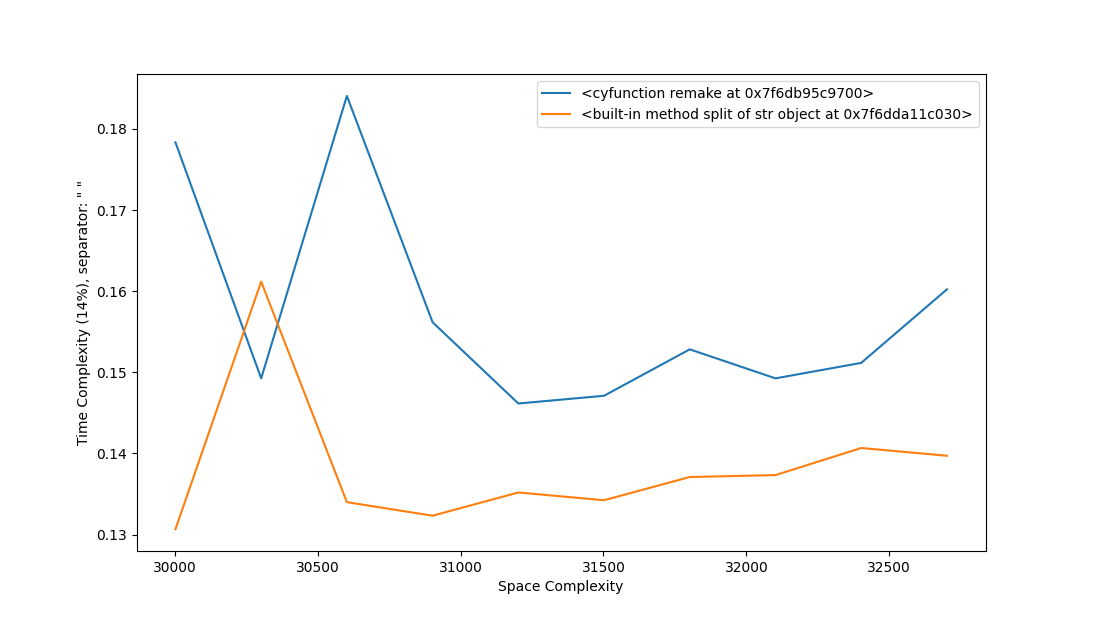 <cyfunction remake at 0x7f6db95c9700>
<built-in method split of str object at 0x7f6dda11c030>
Time Complexity (14%), separator: " "
0.18
0.17
0.16
0.15
0.14
0.13
30000 30500 31000 31500 32000 32500
Space Complexity